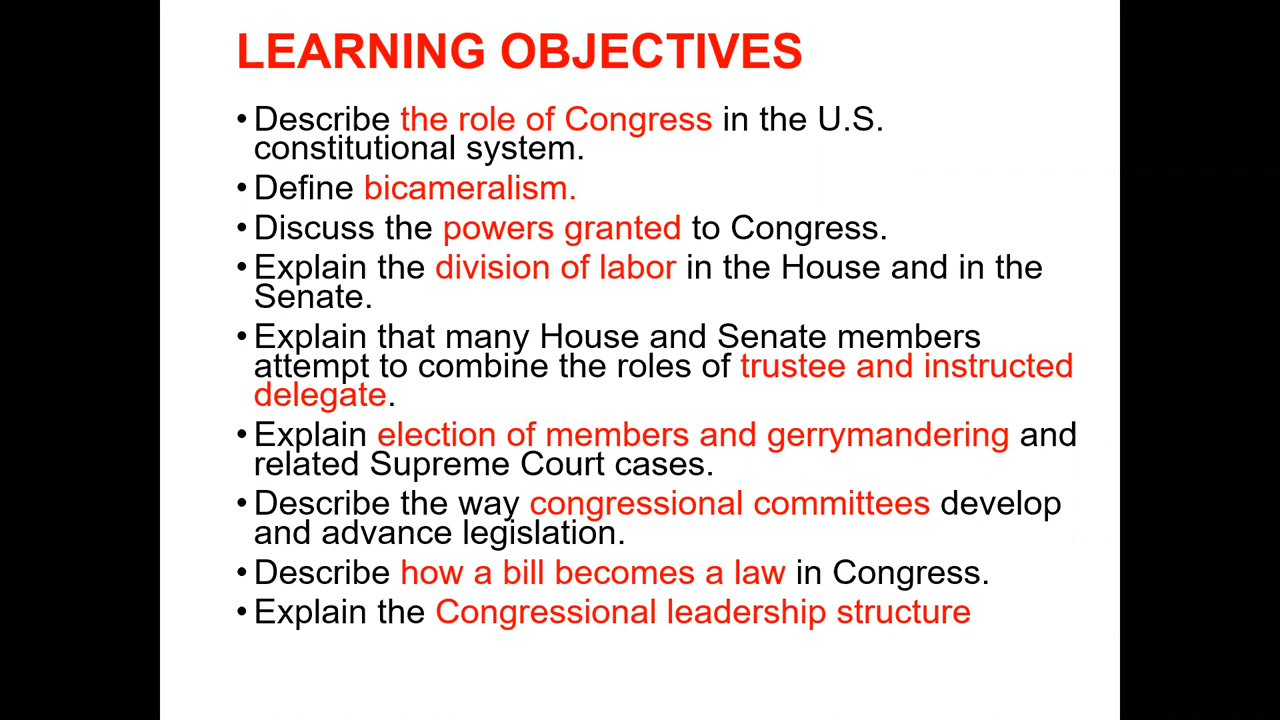 LEARNING OBJECTIVES
• Describe the role of Congress in the U.S.
constitutional system.
• Define bicameralism.
• Discuss the powers granted to Congress.
• Explain the division of labor in the House and in the
Senate.
• Explain that many House and Senate members
attempt to combine the roles of trustee and instructed
delegate.
• Explain election of members and gerrymandering and
related Supreme Court cases.
• Describe the way congressional committees develop
and advance legislation.
• Describe how a bill becomes a law in Congress.
• Explain the Congressional leadership structure